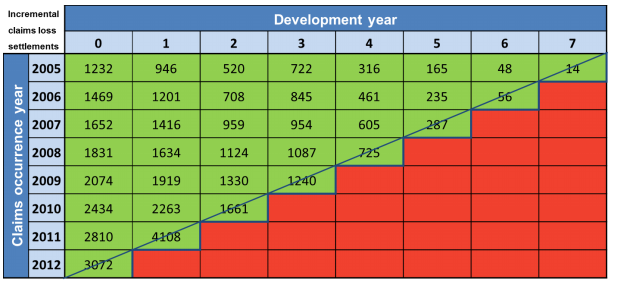 Incremental claims loss settlements Development year
0 1 2 3 4 5 6 7
Claims occurrence year
2005 1232 946 520 722 316 165 48 14
2006 1469 1201 708 845 461 235 56
2007 1652 1416 959 954 605 287
2008 1831 1634 1124 1087 725
2009 2074 1919 1330 1240
2010 2434 2263 1661
2011 2810 4108
2012 3072